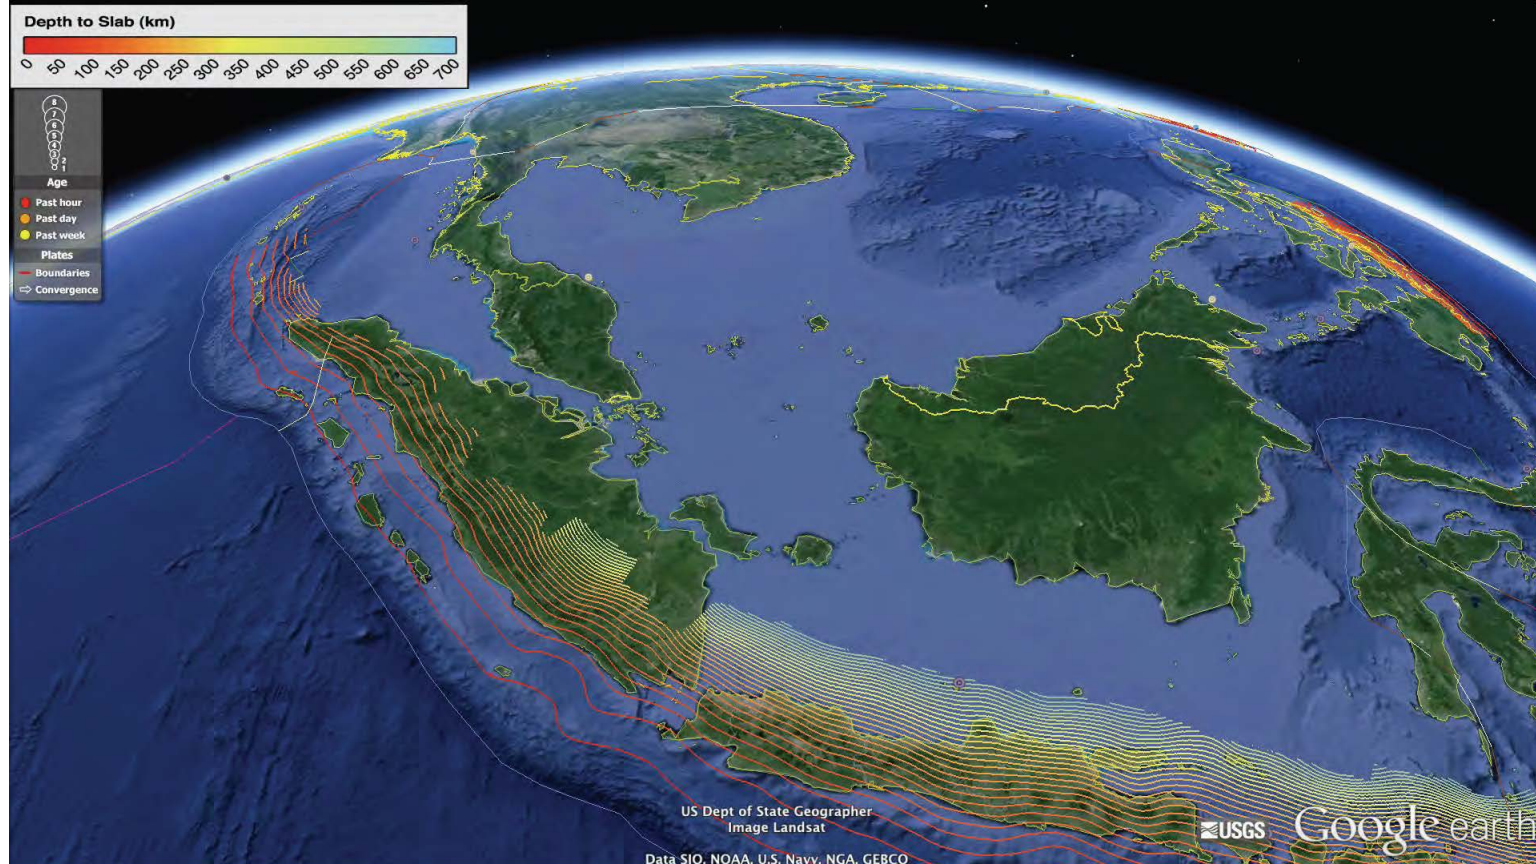 Depth to Slab (km)
0 50 100 150 200 250 300 350 400 450 500 550 600 650 700
8
7
6
5
4
3
2
1
Age
Past hour
Past day
Past week
Plates
Boundaries
Convergence
US Dept of State Geographer
Image Landsat
Data SIO, NOAA, U.S. Navy, NGA, GEBCO
USGS
Google earth